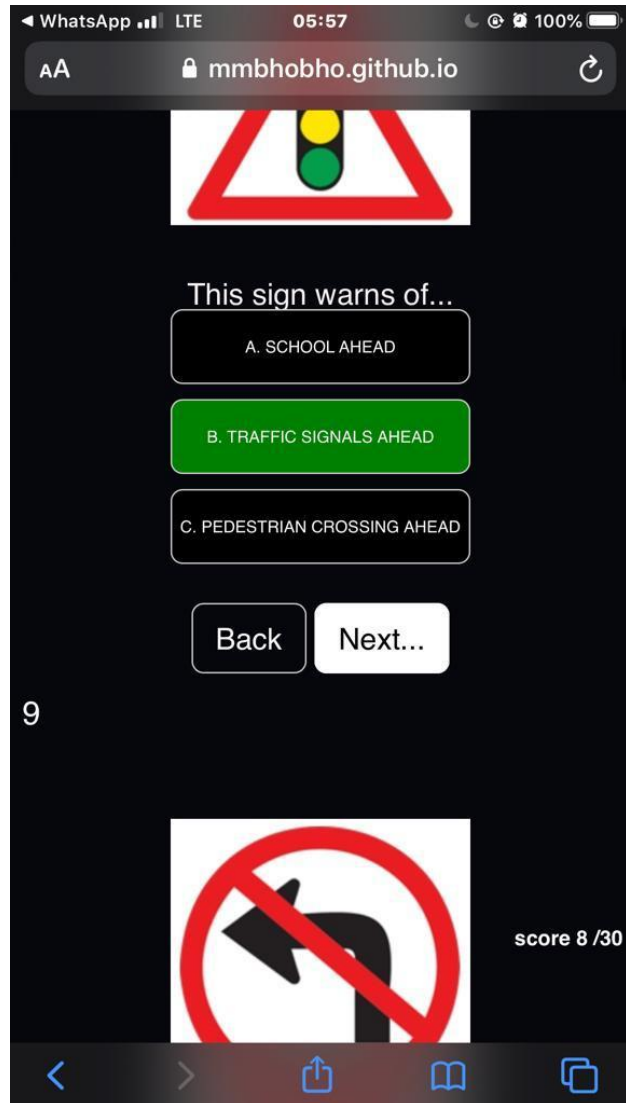 WhatsApp LTE 05:57 100%
AA mmbhobho.github.io
This sign warns of...
A. SCHOOL AHEAD
B. TRAFFIC SIGNALS AHEAD
C. PEDESTRIAN CROSSING AHEAD
Back Next...
9
score 8 /30